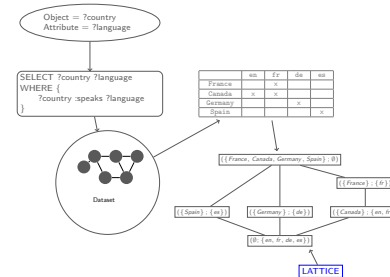 Object = ?country
Attribute = ?language
SELECT ?country ?language
WHERE {
?country :speaks ?language
}
Dataset
en fr de es
France x
Canada x x
Germany x
Spain x
({France, Canada, Germany, Spain} ; ∅)
({France} ; {fr})
({Spain} ; {es})
({Germany} ; {de})
({Canada} ; {en, fr
(∅; {en, fr, de, es})
LATTICE